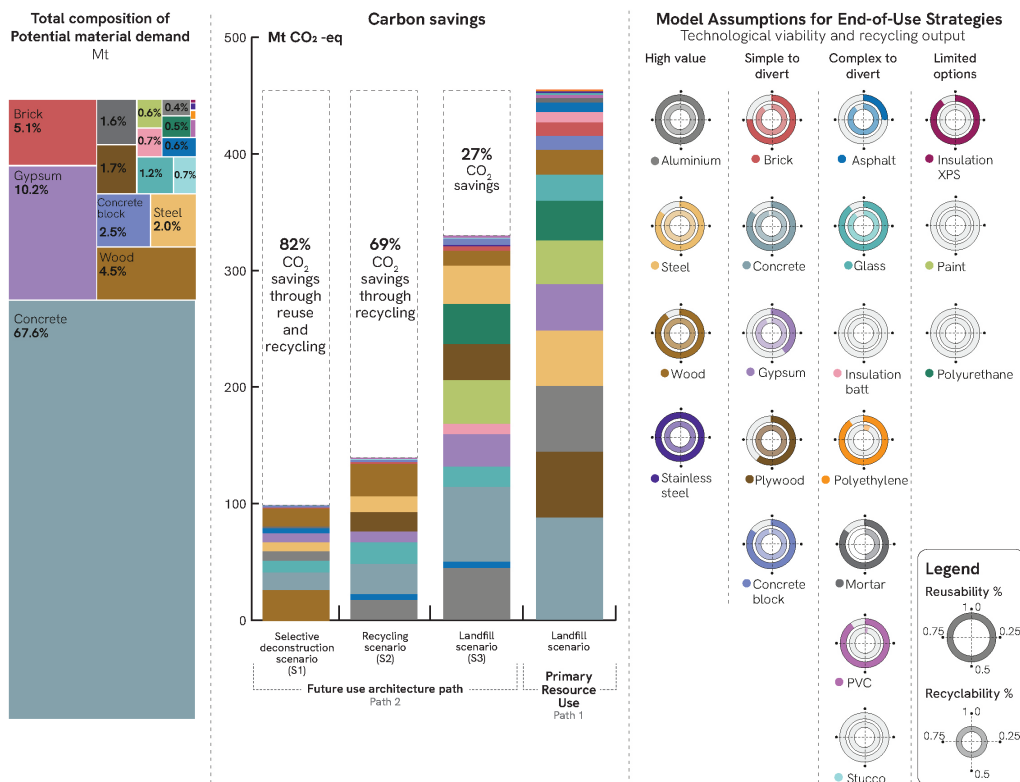 Total composition of
Potential material demand
Mt
Brick
5.1%
1.6%
0.6%
0.4%
0.5%
0.7%
0.6%
Gypsum
10.2%
1.7%
1.2%
0.7%
Concrete
block
2.5%
Steel
2.0%
Wood
4.5%
Concrete
67.6%
Carbon savings
Mt CO₂ -eq
500
400
300
200
100
0
82%
CO₂
savings
through
reuse
and
recycling
69%
CO₂
savings
through
recycling
27%
CO₂
savings
Selective
deconstruction
scenario
(S1)
Recycling
scenario
(S2)
Landfill
scenario
(S3)
Landfill
scenario
Future use architecture path
Path 2
Primary
Resource
Use
Path 1
Model Assumptions for End-of-Use Strategies
Technological viability and recycling output
High value
Simple to
divert
Complex to
divert
Limited
options
Aluminium
Brick
Asphalt
Insulation
XPS
Steel
Concrete
Glass
Paint
Wood
Gypsum
Insulation
batt
Polyurethane
Stainless
steel
Plywood
Polyethylene
Concrete
block
Mortar
PVC
Stucco
Legend
Reusability %
1 0
0.75
0.25
0.5
Recyclability %
1 0
0.75
0.25
0.5